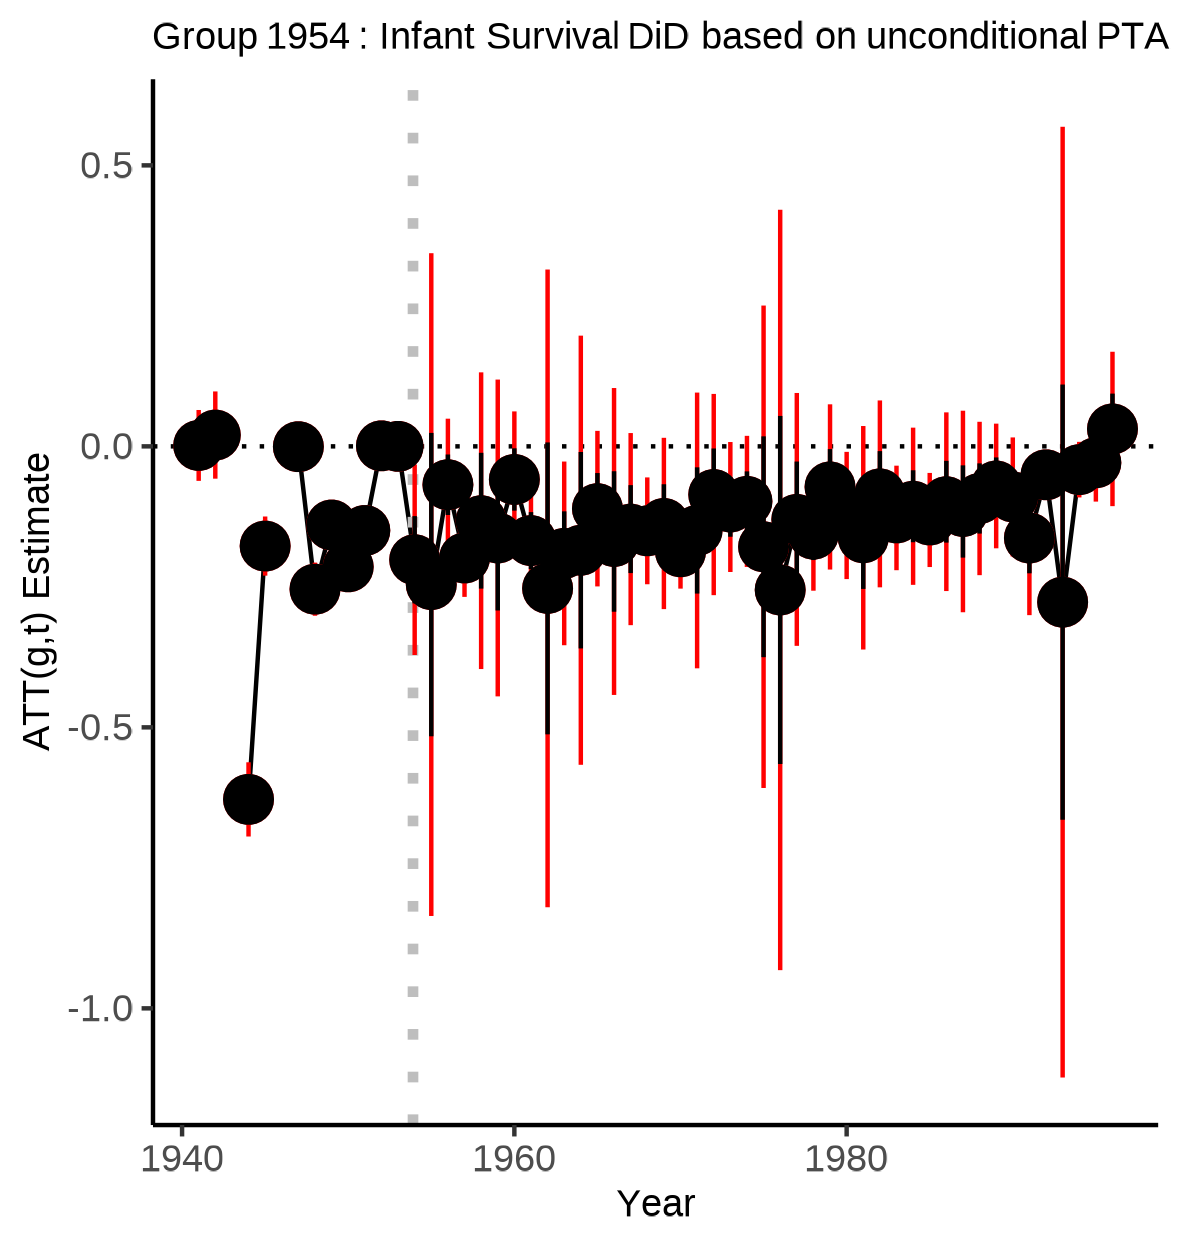 Group 1954 : Infant Survival DiD based on unconditional PTA
ATT(g,t) Estimate
0.5
0.0
-0.5
-1.0
1940
1960
1980
Year